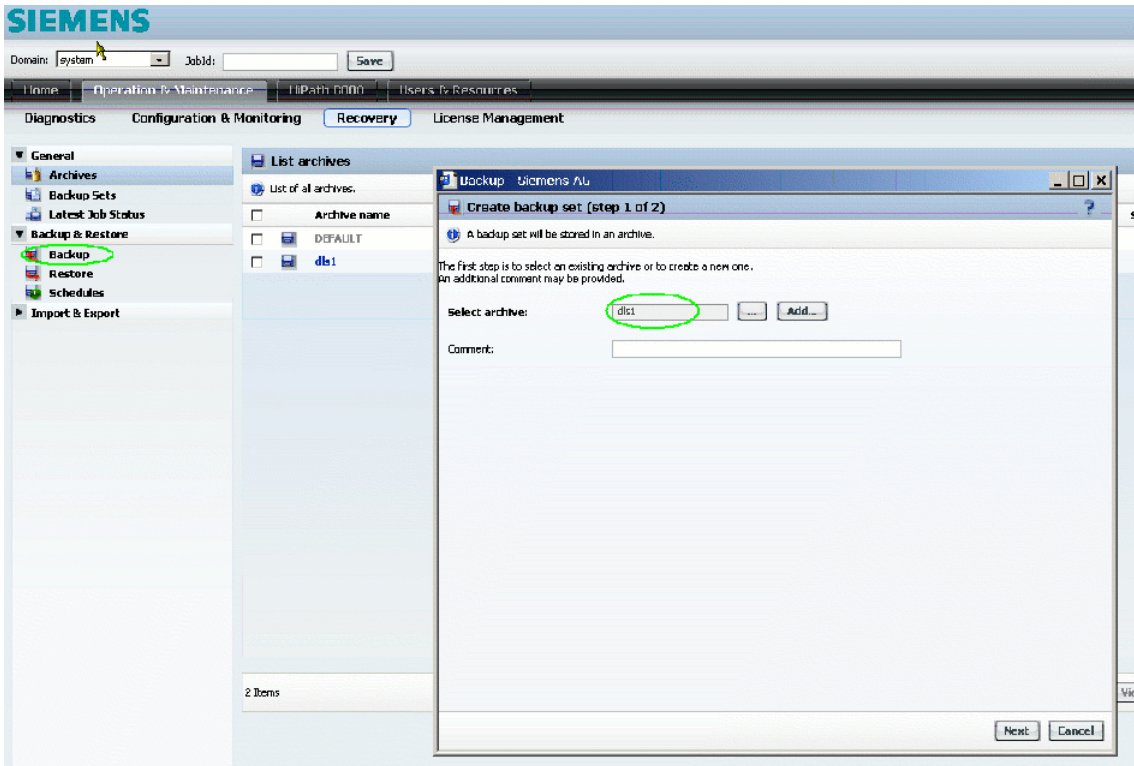 SIEMENS
Domain: system JobId: Save
Home Operation & Maintenance HiPath 8000 Users & Resources
Diagnostics Configuration & Monitoring Recovery License Management
General
Archives
Backup Sets
Latest Job Status
Backup & Restore
Backup
Restore
Schedules
Import & Export
List archives
List of all archives.
Archive name
DEFAULT
dls1
2 Items
Backup Siemens AG
Create backup set (step 1 of 2)
?
A backup set will be stored in an archive.
The first step is to select an existing archive or to create a new one.
An additional comment may be provided.
Select archive: dls1 ... Add...
Comment:
Next Cancel